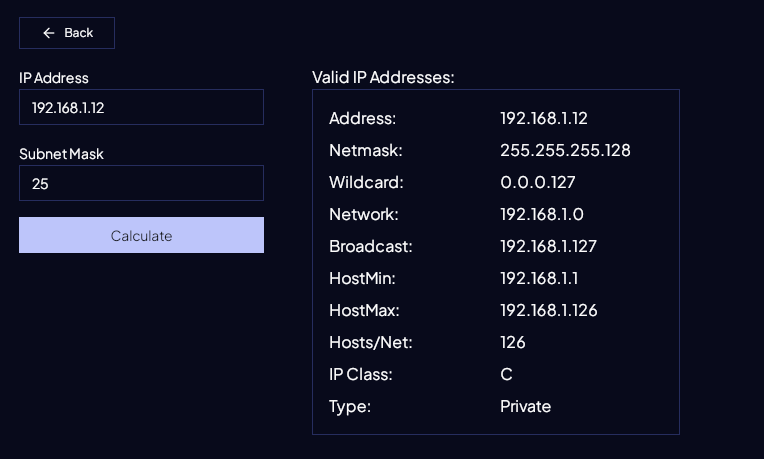 Back
IP Address
192.168.1.12
Subnet Mask
25
Calculate
Valid IP Addresses:
Address: 192.168.1.12
Netmask: 255.255.255.128
Wildcard: 0.0.0.127
Network: 192.168.1.0
Broadcast: 192.168.1.127
HostMin: 192.168.1.1
HostMax: 192.168.1.126
Hosts/Net: 126
IP Class: C
Type: Private